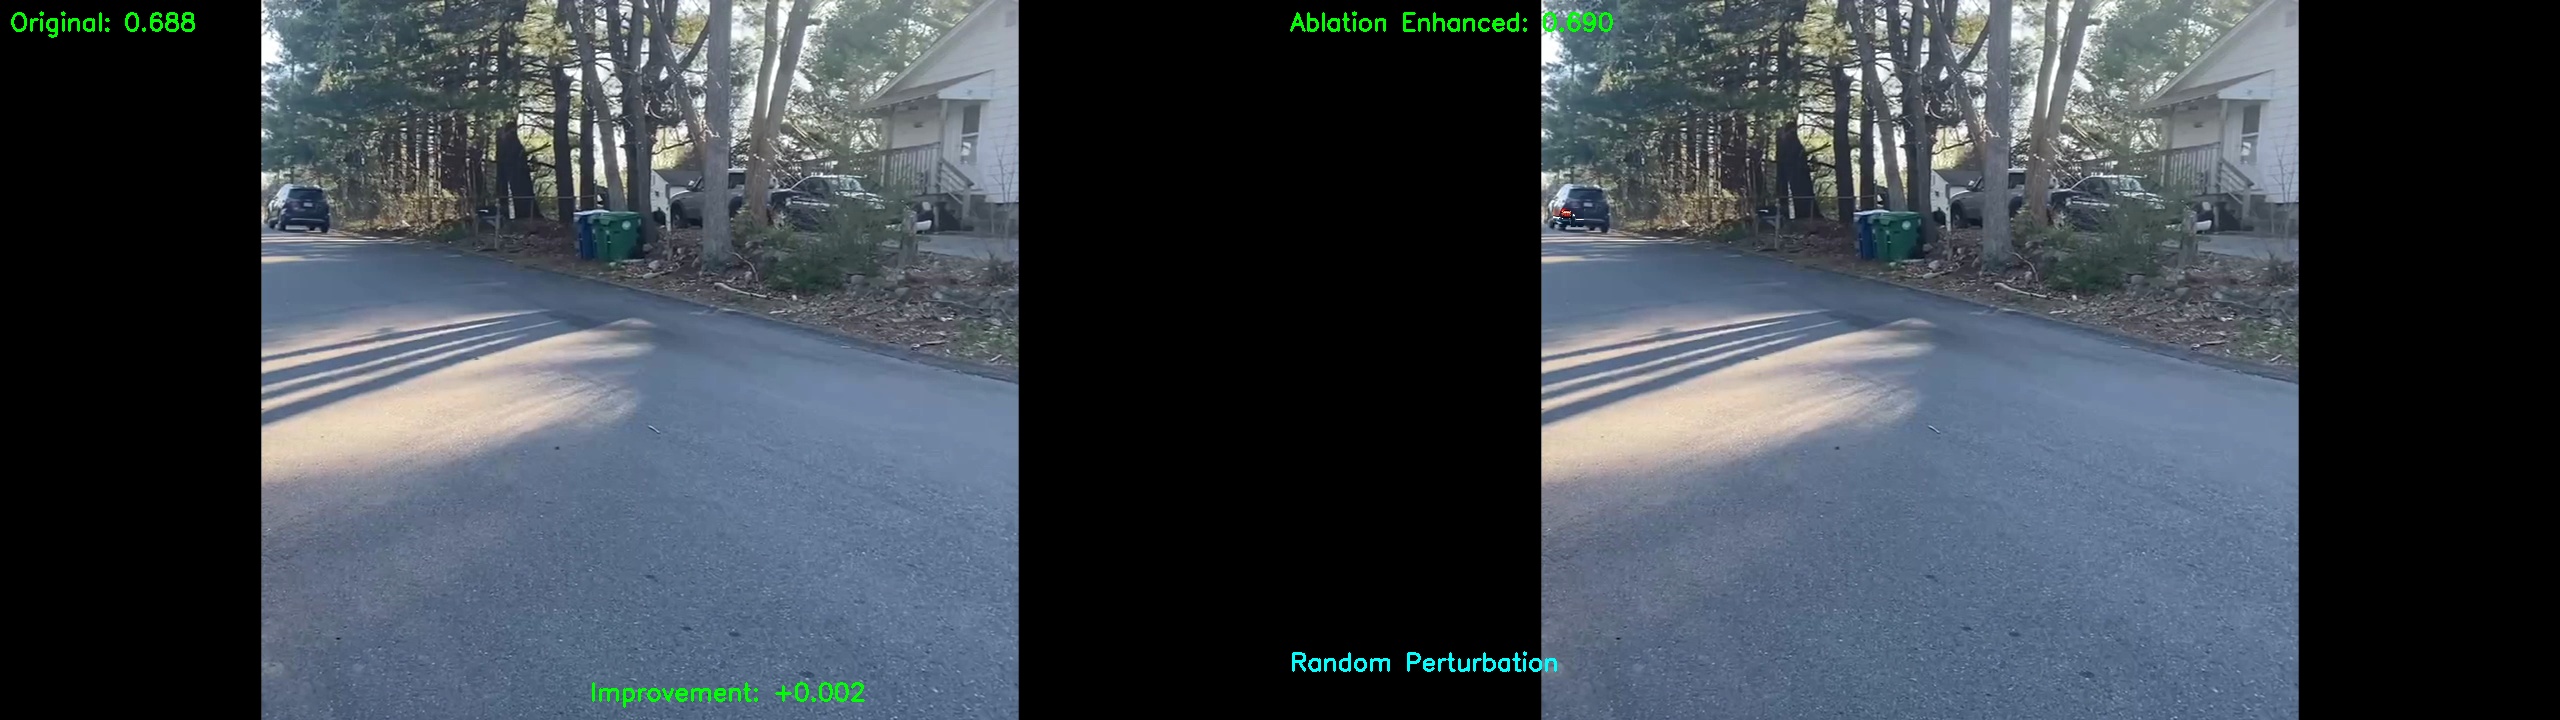 Original: 0.688
Ablation Enhanced: 0.690
Random Perturbation
Improvement: +0.002